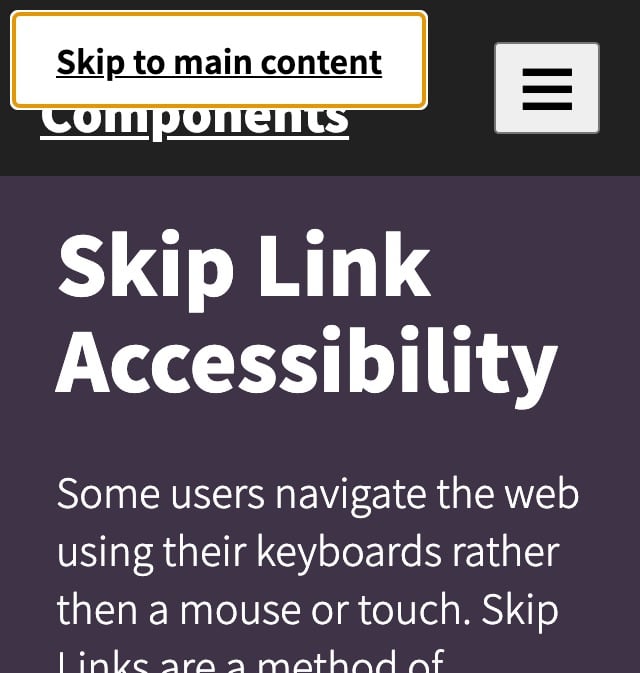 Skip to main content
Components
Skip Link
Accessibility
Some users navigate the web
using their keyboards rather
then a mouse or touch. Skip
Links are a method of